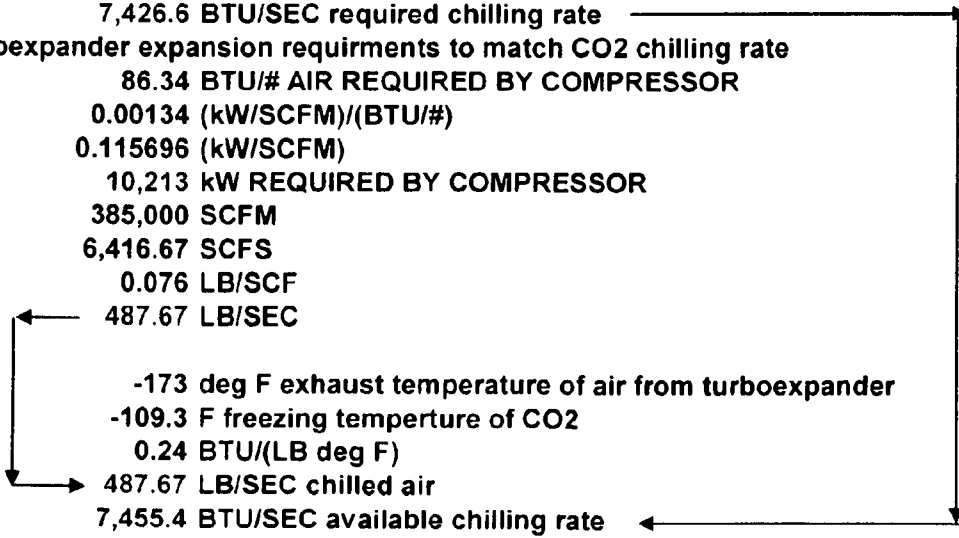 7,426.6 BTU/SEC required chilling rate
oexpander expansion requirments to match CO2 chilling rate
86.34 BTU/# AIR REQUIRED BY COMPRESSOR
0.00134 (kW/SCFM)/(BTU/#)
0.115696 (kW/SCFM)
10,213 kW REQUIRED BY COMPRESSOR
385,000 SCFM
6,416.67 SCFS
0.076 LB/SCF
487.67 LB/SEC
-173 deg F exhaust temperature of air from turboexpander
-109.3 F freezing temperture of CO2
0.24 BTU/(LB deg F)
487.67 LB/SEC chilled air
7,455.4 BTU/SEC available chilling rate